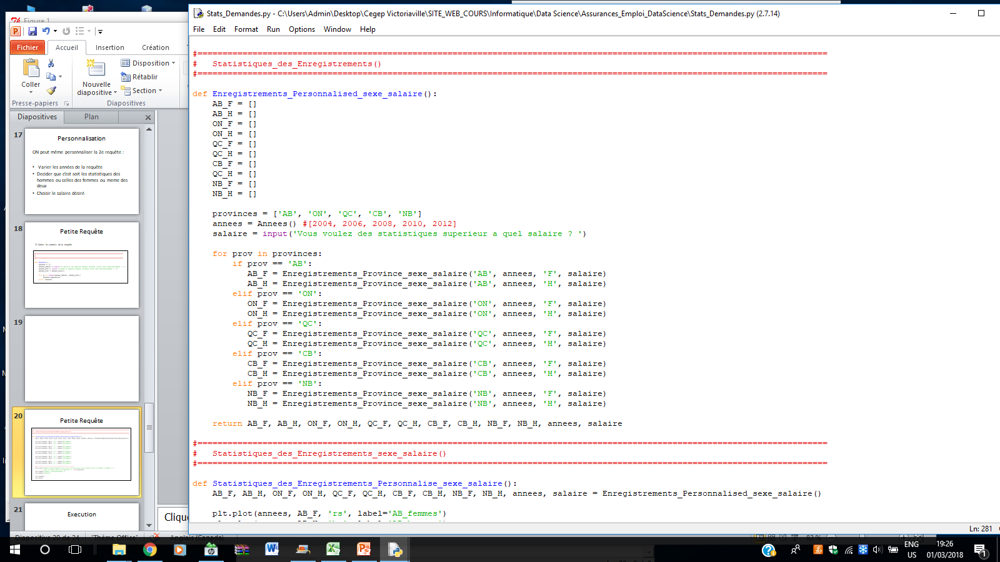 Figure 1
Stats_Demandes.py - C:\Users\Admin\Desktop\Cegep Victoriaville\SITE_WEB_COURS\Informatique\Data Science\Assurances_Emploi_DataScience\Stats_Demandes.py (2.7.14)
File Edit Format Run Options Window Help
Fichier Accueil Insertion Création
Coller
Nouvelle diapositive
Disposition
Rétablir
Section
Presse-papiers Diapositives
Diapositives Plan
17
Personnalisation
ON peut même personnaliser la 2e requête :
• Varier les années de la requête
• Decider que c'est soit les statistiques des
hommes ou celles des femmes ou meme des
deux
• Choisir le salaire désiré
18
Petite Requête
19
20
Petite Requête
21
Execution
Cliqu
Diapositive 20 de 24 "Thème Office" Anglais (Canada) 83 %
#==============================================================================================================================
# Statistiques_des_Enregistrements()
#==============================================================================================================================
def Enregistrements_Personnalised_sexe_salaire():
AB_F = []
AB_H = []
ON_F = []
ON_H = []
QC_F = []
QC_H = []
CB_F = []
QC_H = []
NB_F = []
NB_H = []
provinces = ['AB', 'ON', 'QC', 'CB', 'NB']
annees = Annees() #[2004, 2006, 2008, 2010, 2012]
salaire = input('Vous voulez des statistiques superieur a quel salaire ? ')
for prov in provinces:
if prov == 'AB':
AB_F = Enregistrements_Province_sexe_salaire('AB', annees, 'F', salaire)
AB_H = Enregistrements_Province_sexe_salaire('AB', annees, 'H', salaire)
elif prov == 'ON':
ON_F = Enregistrements_Province_sexe_salaire('ON', annees, 'F', salaire)
ON_H = Enregistrements_Province_sexe_salaire('ON', annees, 'H', salaire)
elif prov == 'QC':
QC_F = Enregistrements_Province_sexe_salaire('QC', annees, 'F', salaire)
QC_H = Enregistrements_Province_sexe_salaire('QC', annees, 'H', salaire)
elif prov == 'CB':
CB_F = Enregistrements_Province_sexe_salaire('CB', annees, 'F', salaire)
CB_H = Enregistrements_Province_sexe_salaire('CB', annees, 'H', salaire)
elif prov == 'NB':
NB_F = Enregistrements_Province_sexe_salaire('NB', annees, 'F', salaire)
NB_H = Enregistrements_Province_sexe_salaire('NB', annees, 'H', salaire)
return AB_F, AB_H, ON_F, ON_H, QC_F, QC_H, CB_F, CB_H, NB_F, NB_H, annees, salaire
#==============================================================================================================================
# Statistiques_des_Enregistrements_sexe_salaire()
#==============================================================================================================================
def Statistiques_des_Enregistrements_Personnalise_sexe_salaire():
AB_F, AB_H, ON_F, ON_H, QC_F, QC_H, CB_F, CB_H, NB_F, NB_H, annees, salaire = Enregistrements_Personnalised_sexe_salaire()
plt.plot(annees, AB_F, 'rs', label='AB_femmes')
Ln: 281
ENG
US
19:26
01/03/2018
1